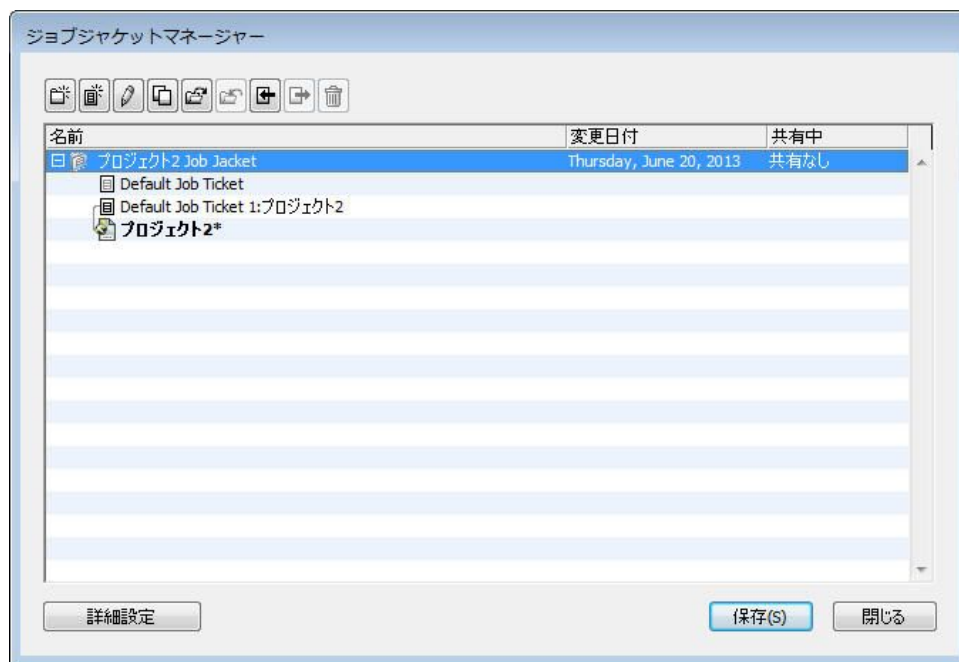 ジョブジャケットマネージャー
名前 変更日付 共有中
プロジェクト2 Job Jacket Thursday, June 20, 2013 共有なし
Default Job Ticket
Default Job Ticket 1:プロジェクト2
プロジェクト2*
詳細設定 保存(S) 閉じる